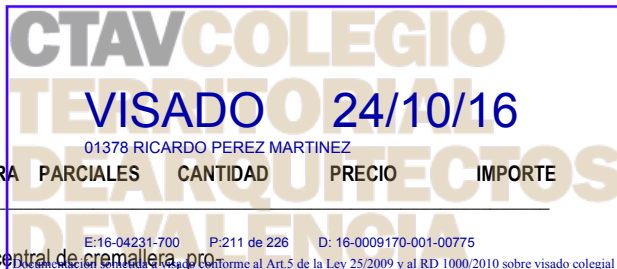 CTAVCOLEGIO
TERRITORIAL
VISADO 24/10/16
01378 RICARDO PEREZ MARTINEZ
DEARQUITECTOS
RA PARCIALES CANTIDAD PRECIO IMPORTE
DEVALENCIA
E:16-04231-700 P:211 de 226 D: 16-0009170-001-00775
central de cremallera, pro-
Documentación sometida a visado conforme al Art.5 de la Ley 25/2009 y al RD 1000/2010 sobre visado colegial